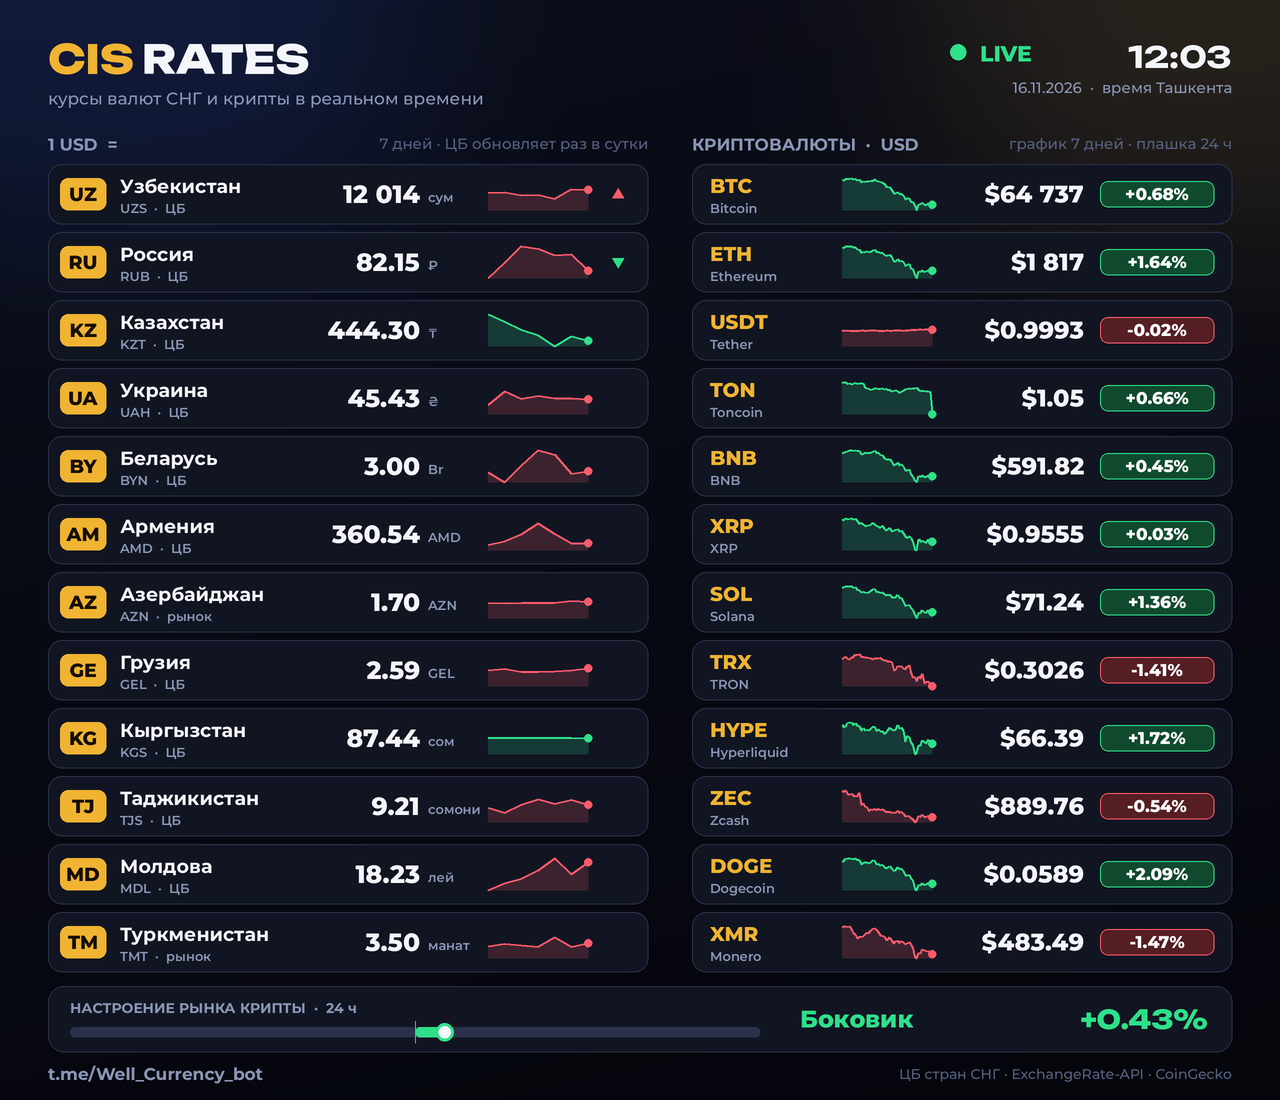 CIS RATES
курсы валют СНГ и крипты в реальном времени
LIVE
12:03
16.11.2026 · время Ташкента
1 USD =
7 дней · ЦБ обновляет раз в сутки
UZ Узбекистан 12 014 сум
UZS · ЦБ
RU Россия 82.15 ₽
RUB · ЦБ
KZ Казахстан 444.30 ₸
KZT · ЦБ
UA Украина 45.43 ₴
UAH · ЦБ
BY Беларусь 3.00 Br
BYN · ЦБ
AM Армения 360.54 AMD
AMD · ЦБ
AZ Азербайджан 1.70 AZN
AZN · рынок
GE Грузия 2.59 GEL
GEL · ЦБ
KG Кыргызстан 87.44 сом
KGS · ЦБ
TJ Таджикистан 9.21 сомони
TJS · ЦБ
MD Молдова 18.23 лей
MDL · ЦБ
TM Туркменистан 3.50 манат
TMT · рынок
КРИПТОВАЛЮТЫ · USD
график 7 дней · плашка 24 ч
BTC $64 737 +0.68%
Bitcoin
ETH $1 817 +1.64%
Ethereum
USDT $0.9993 -0.02%
Tether
TON $1.05 +0.66%
Toncoin
BNB $591.82 +0.45%
BNB
XRP $0.9555 +0.03%
XRP
SOL $71.24 +1.36%
Solana
TRX $0.3026 -1.41%
TRON
HYPE $66.39 +1.72%
Hyperliquid
ZEC $889.76 -0.54%
Zcash
DOGE $0.0589 +2.09%
Dogecoin
XMR $483.49 -1.47%
Monero
НАСТРОЕНИЕ РЫНКА КРИПТЫ · 24 ч
Боковик
+0.43%
t.me/Well_Currency_bot
ЦБ стран СНГ · ExchangeRate-API · CoinGecko